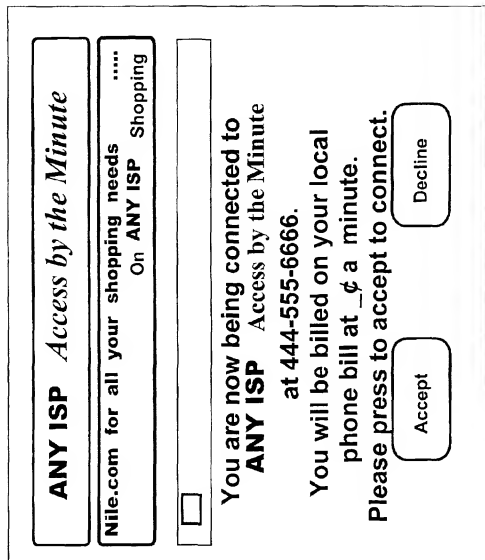 ANY ISP Access by the Minute
Nile.com for all your shopping needs .....
On ANY ISP Shopping
You are now being connected to
ANY ISP Access by the Minute
at 444-555-6666.
You will be billed on your local
phone bill at _¢ a minute.
Please press to accept to connect.
Accept Decline